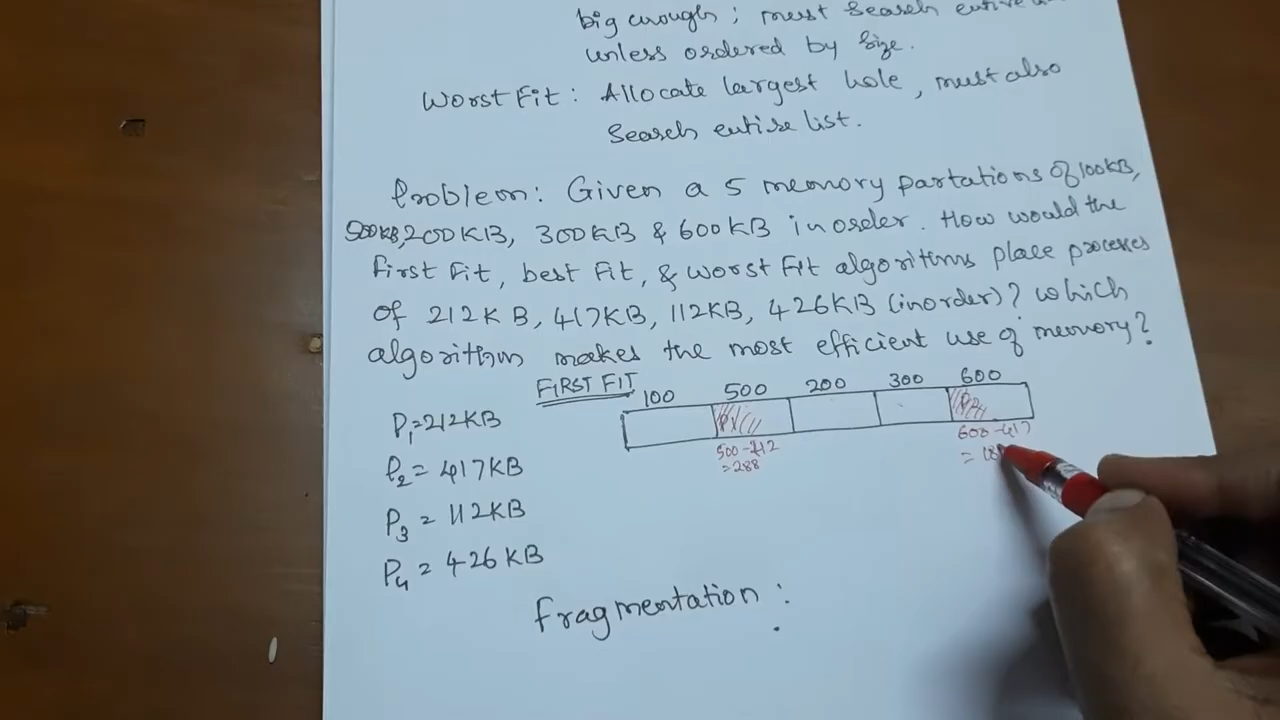 big enough; must search entire
unless ordered by size.
Worst Fit: Allocate largest hole, must also
search entire list.
Problem: Given a 5 memory partations of 100KB,
500KB, 200KB, 300KB & 600KB in order. How would the
first Fit, best Fit, & worst Fit algorithms place processes
of 212KB, 417KB, 112KB, 426KB (inorder)? which
algorithm makes the most efficient use of memory?
FIRST FIT
100 500 200 300 600
P1 P2
500-212
=288
600-417
= 18
P1=212KB
P2= 417KB
P3 = 112KB
P4 = 426KB
fragmentation :